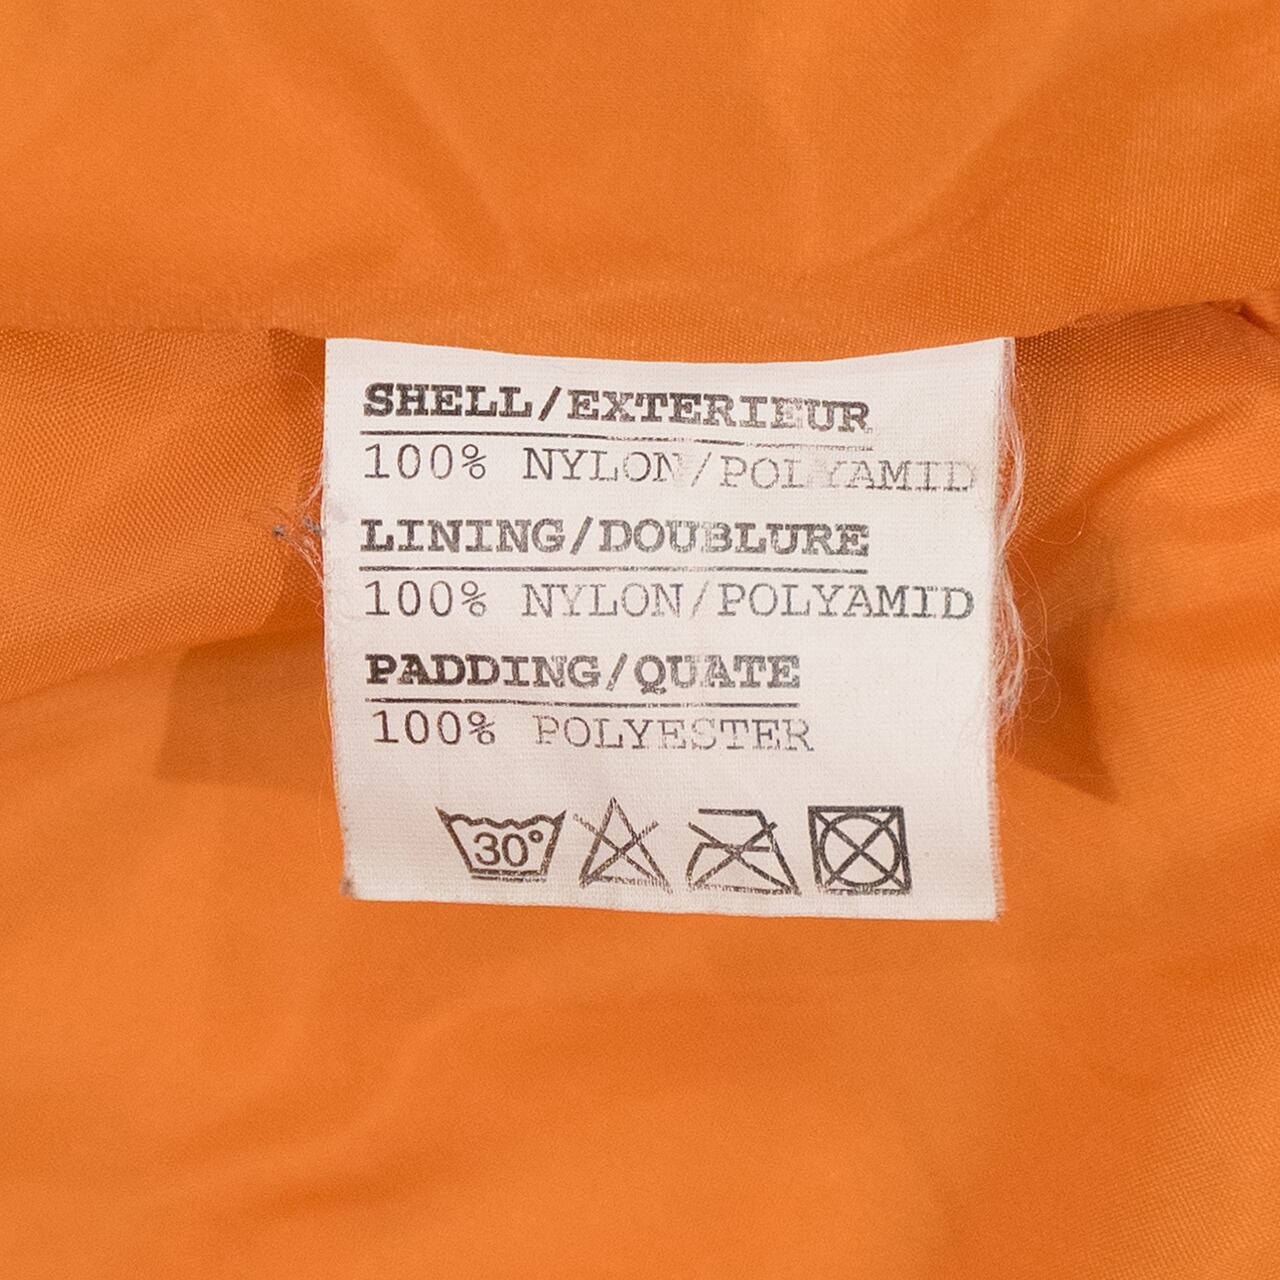 SHELL/EXTERIEUR
100% NYLON/POLYAMID
LINING/DOUBLURE
100% NYLON/POLYAMID
PADDING/QUATE
100% POLYESTER
30°